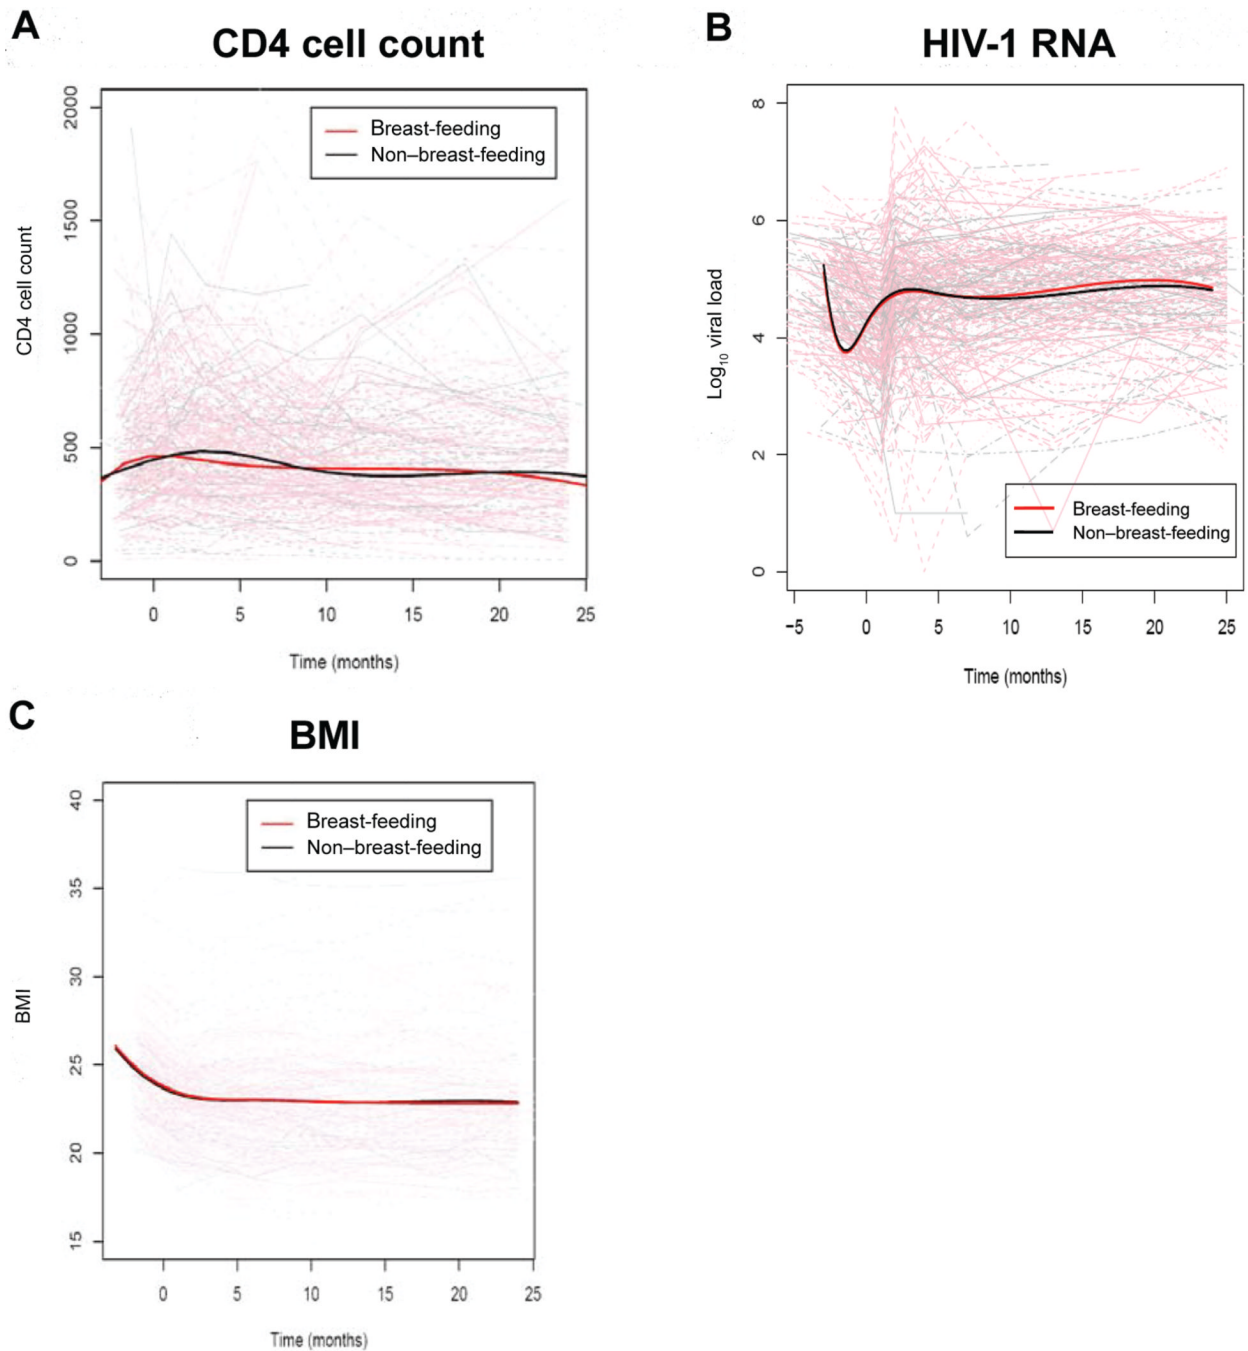 A
CD4 cell count
CD4 cell count
2000
1500
1000
500
0
Breast-feeding
Non–breast-feeding
0 5 10 15 20 25
Time (months)
B
HIV-1 RNA
Log10 viral load
8
6
4
2
0
Breast-feeding
Non–breast-feeding
−5 0 5 10 15 20 25
Time (months)
C
BMI
BMI
40
35
30
25
20
15
Breast-feeding
Non–breast-feeding
0 5 10 15 20 25
Time (months)